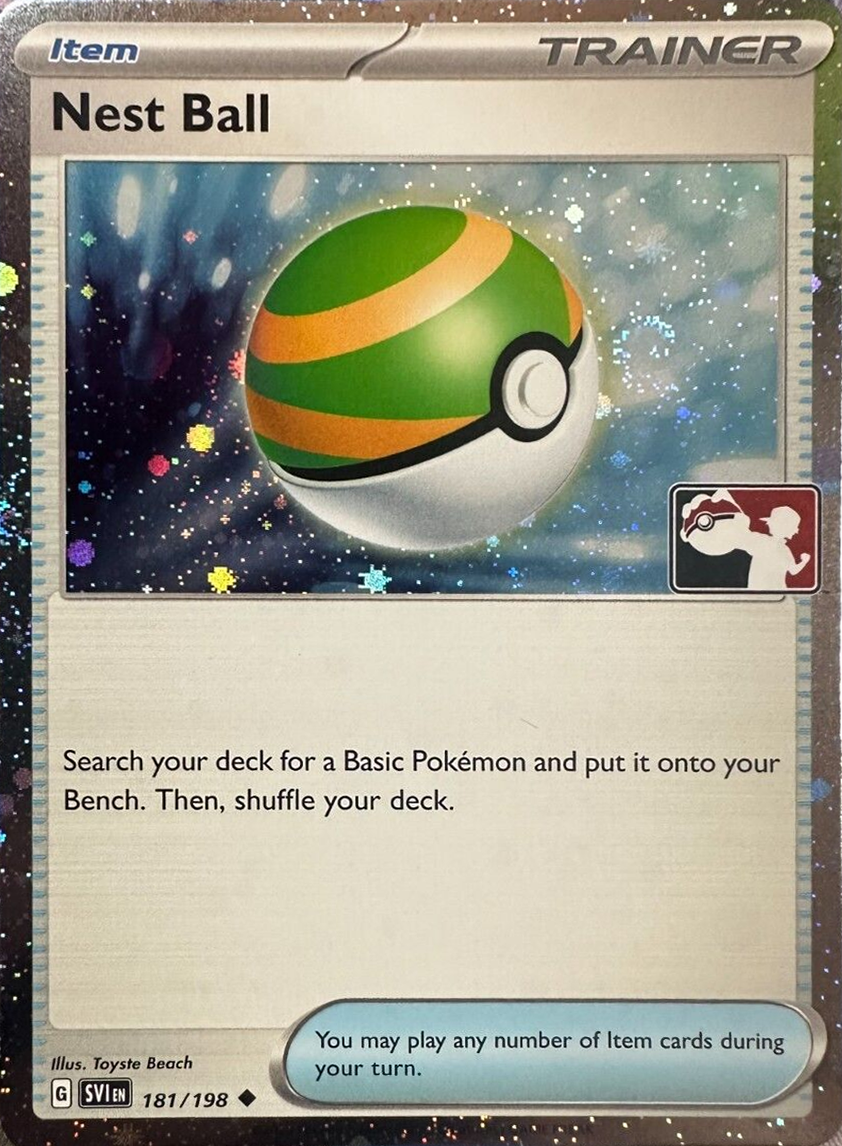 Item
TRAINER
Nest Ball
Search your deck for a Basic Pokémon and put it onto your
Bench. Then, shuffle your deck.
You may play any number of Item cards during
your turn.
Illus. Toyste Beach
G SVI EN 181/198